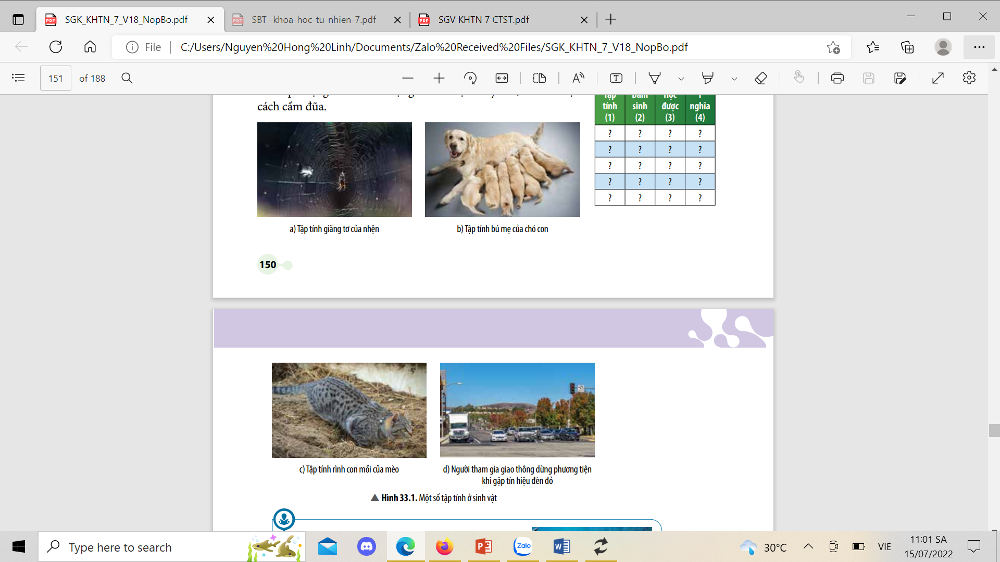 SGK_KHTN_7_V18_NopBo.pdf
SBT -khoa-hoc-tu-nhien-7.pdf
SGV KHTN 7 CTST.pdf
File
C:/Users/Nguyen%20Hong%20Linh/Documents/Zalo%20Received%20Files/SGK_KHTN_7_V18_NopBo.pdf
151 of 188
cách cầm đũa.
Tập tính (1)
Bẩm sinh (2)
Học được (3)
Ý nghĩa (4)
? ? ? ?
? ? ? ?
? ? ? ?
? ? ? ?
? ? ? ?
a) Tập tính giăng tơ của nhện
b) Tập tính bú mẹ của chó con
150
c) Tập tính rình con mồi của mèo
d) Người tham gia giao thông dừng phương tiện
khi gặp tín hiệu đèn đỏ
▲ Hình 33.1. Một số tập tính ở sinh vật
Type here to search
Zalo
30°C
VIE
11:01 SA
15/07/2022